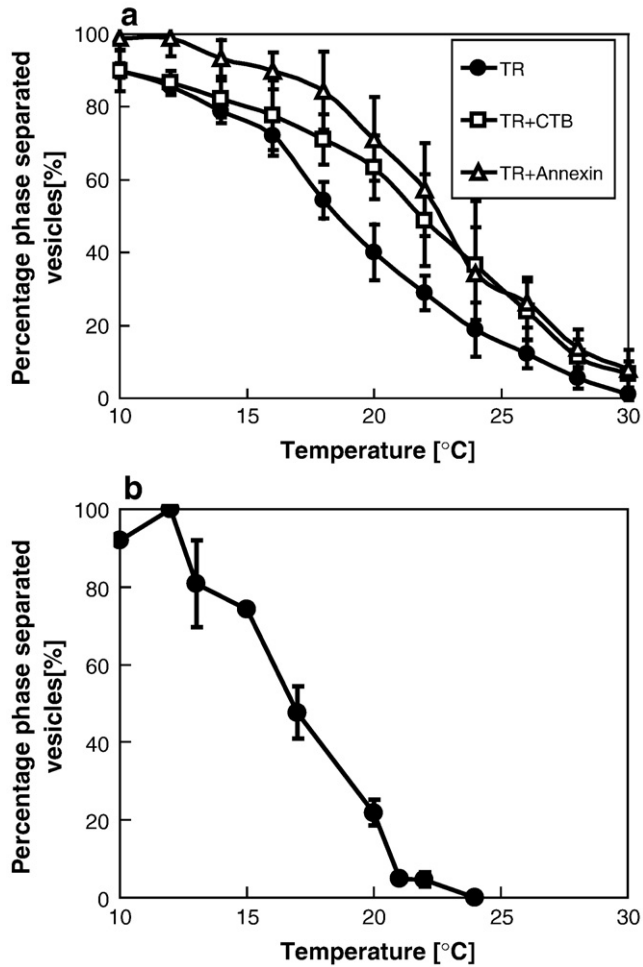 a
100
80
60
40
20
0
Percentage phase separated
vesicles[%]
TR
TR+CTB
TR+Annexin
10 15 20 25 30
Temperature [°C]
b
100
80
60
40
20
0
Percentage phase separated
vesicles[%]
10 15 20 25 30
Temperature [°C]